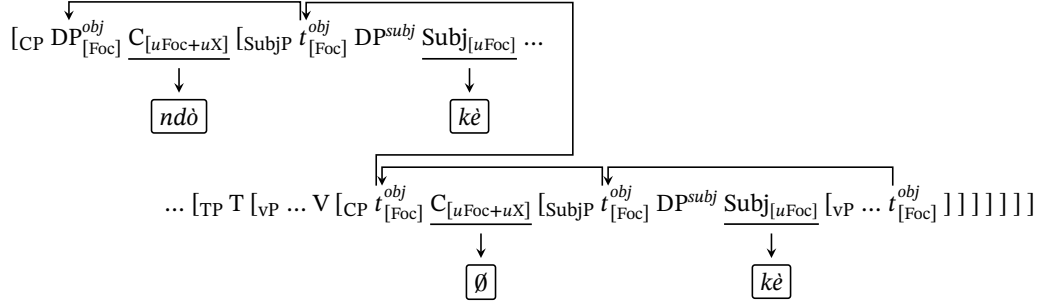 [CP DP^obj_[Foc] C_[uFoc+uX] [SubjP t^obj_[Foc] DP^subj Subj_[uFoc] ...
ndò kè
... [TP T [vP ... V [CP t^obj_[Foc] C_[uFoc+uX] [SubjP t^obj_[Foc] DP^subj Subj_[uFoc] [vP ... t^obj_[Foc] ] ] ] ] ] ] ]
Ø kè